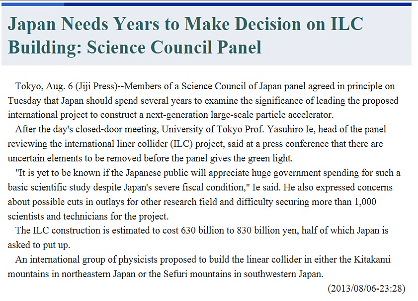 Japan Needs Years to Make Decision on ILC
Building: Science Council Panel
Tokyo, Aug. 6 (Jiji Press)--Members of a Science Council of Japan panel agreed in principle on
Tuesday that Japan should spend several years to examine the significance of leading the proposed
international project to construct a next-generation large-scale particle accelerator.
After the day's closed-door meeting, University of Tokyo Prof. Yasuhiro Ie, head of the panel
reviewing the international liner collider (ILC) project, said at a press conference that there are
uncertain elements to be removed before the panel gives the green light.
"It is yet to be known if the Japanese public will appreciate huge government spending for such a
basic scientific study despite Japan's severe fiscal condition," Ie said. He also expressed concerns
about possible cuts in outlays for other research field and difficulty securing more than 1,000
scientists and technicians for the project.
The ILC construction is estimated to cost 630 billion to 830 billion yen, half of which Japan is
asked to put up.
An international group of physicists proposed to build the linear collider in either the Kitakami
mountains in northeastern Japan or the Sefuri mountains in southwestern Japan.
(2013/08/06-23:28)